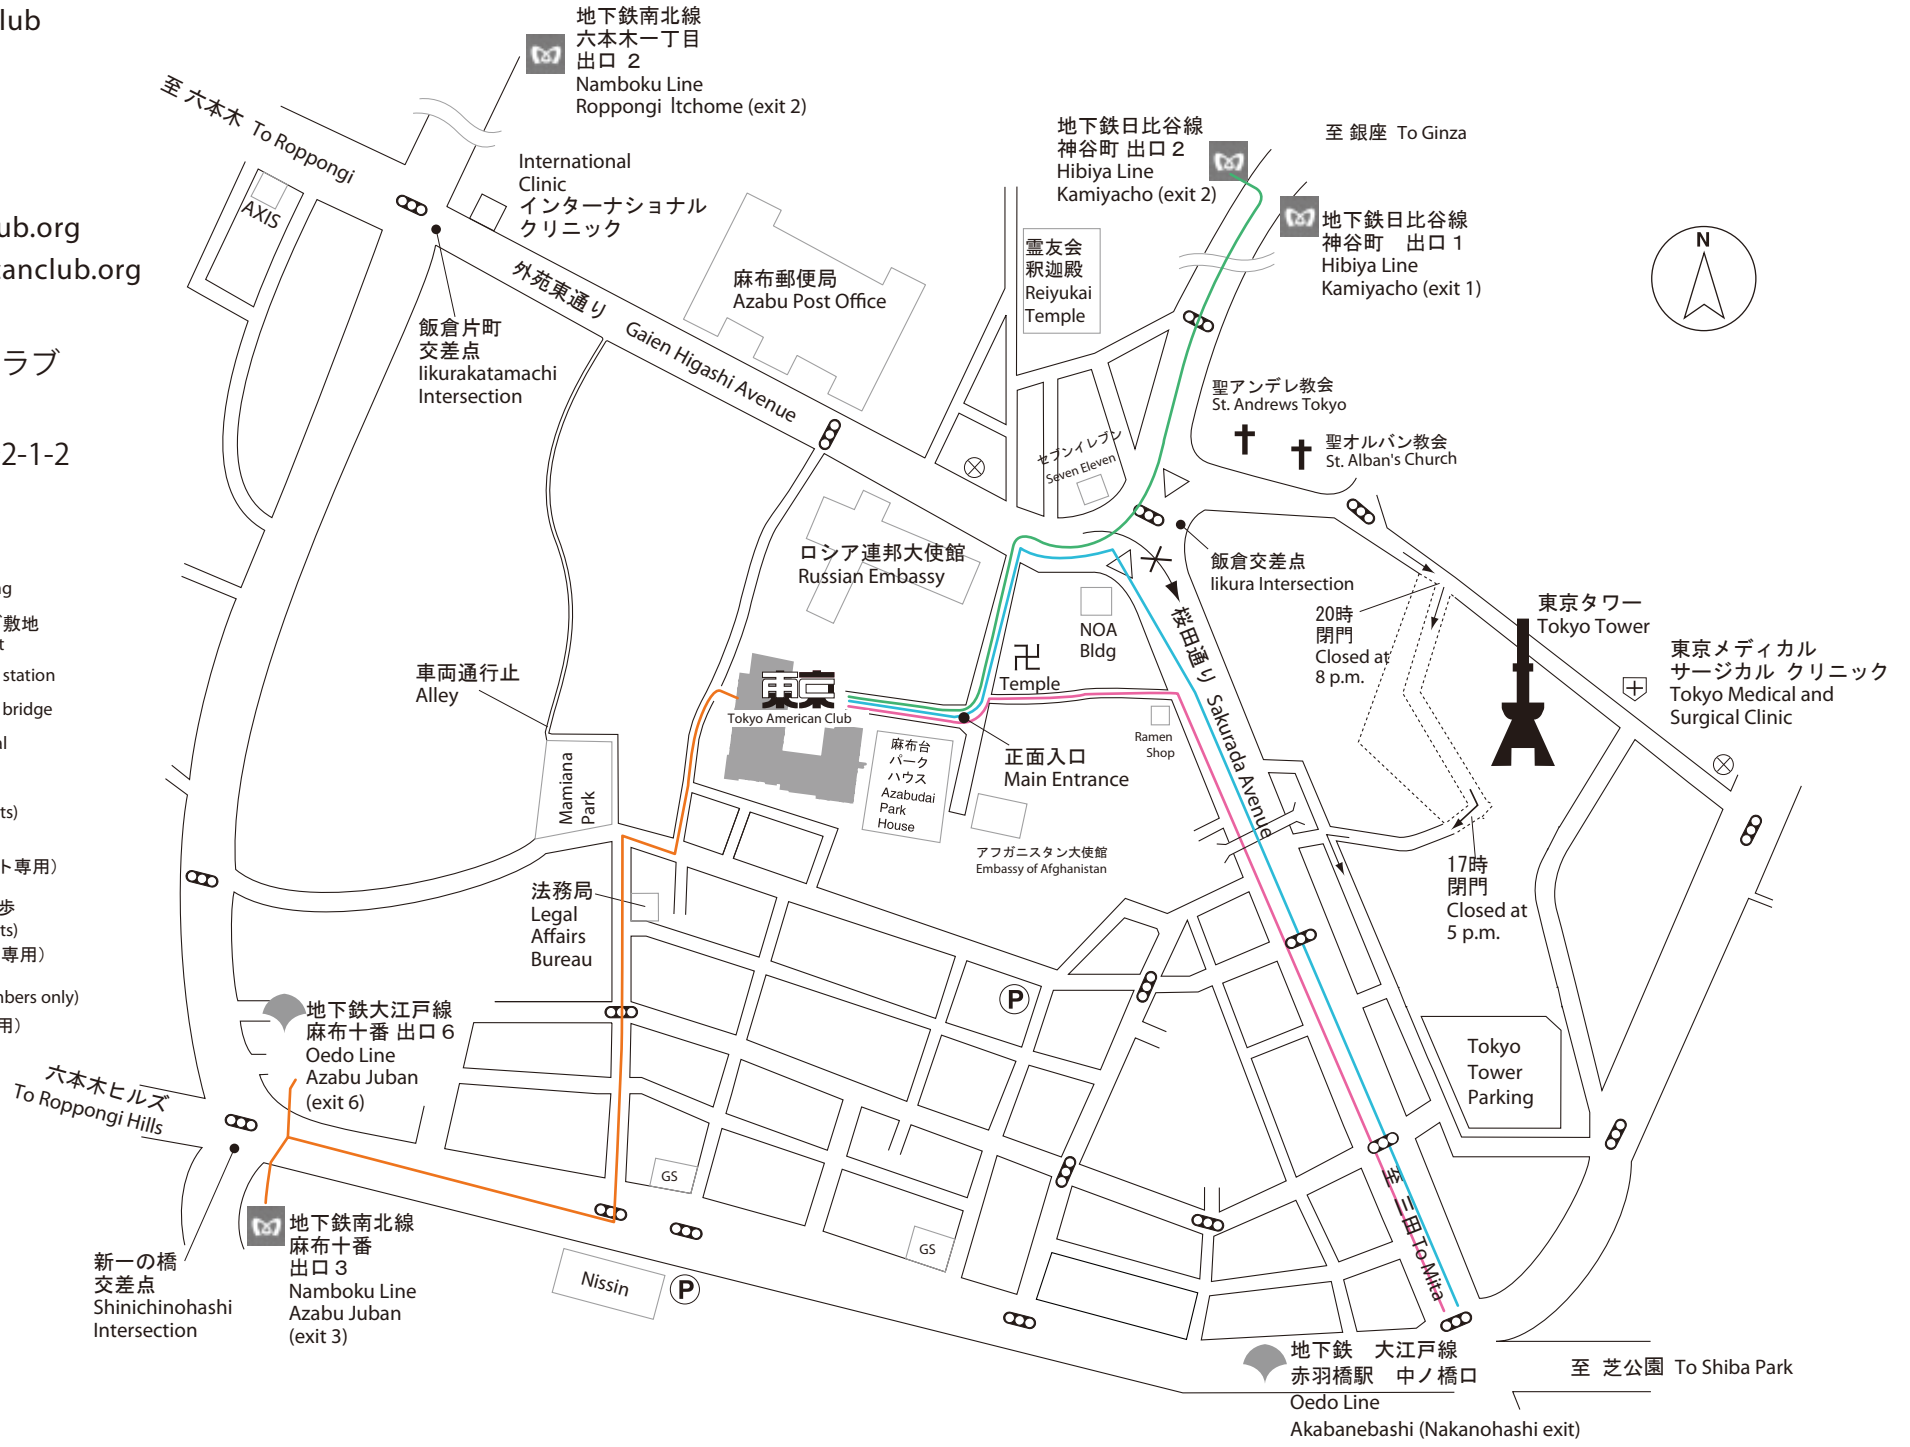 lub
ub.org
tanclub.org
ラブ
2-1-2
ng
敷地
t
station
bridge
al
ts)
ト専用）
歩
ts)
専用）
nbers only)
用）
地下鉄南北線
六本木一丁目
出口 2
Namboku Line
Roppongi Itchome (exit 2)
至 六本木 To Roppongi
AXIS
International
Clinic
インターナショナル
クリニック
飯倉片町
交差点
Iikurakatamachi
Intersection
外苑東通り Gaien Higashi Avenue
麻布郵便局
Azabu Post Office
地下鉄日比谷線
神谷町 出口 2
Hibiya Line
Kamiyacho (exit 2)
至 銀座 To Ginza
地下鉄日比谷線
神谷町 出口 1
Hibiya Line
Kamiyacho (exit 1)
N
霊友会
釈迦殿
Reiyukai
Temple
聖アンデレ教会
St. Andrews Tokyo
聖オルバン教会
St. Alban's Church
セブンイレブン
Seven Eleven
ロシア連邦大使館
Russian Embassy
飯倉交差点
Iikura Intersection
NOA
Bldg
卍
Temple
桜田通り Sakurada Avenue
20時
閉門
Closed at
8 p.m.
東京タワー
Tokyo Tower
東京メディカル
サージカル クリニック
Tokyo Medical and
Surgical Clinic
車両通行止
Alley
東京
Tokyo American Club
麻布台
パーク
ハウス
Azabudai
Park
House
正面入口
Main Entrance
Ramen
Shop
Mamiana
Park
アフガニスタン大使館
Embassy of Afghanistan
17時
閉門
Closed at
5 p.m.
法務局
Legal
Affairs
Bureau
P
地下鉄大江戸線
麻布十番 出口 6
Oedo Line
Azabu Juban
(exit 6)
六本木ヒルズ
To Roppongi Hills
Tokyo
Tower
Parking
GS
GS
至 三田 To Mita
地下鉄南北線
麻布十番
出口 3
Namboku Line
Azabu Juban
(exit 3)
新一の橋
交差点
Shinichinohashi
Intersection
Nissin
P
地下鉄 大江戸線
赤羽橋駅 中ノ橋口
Oedo Line
Akabanebashi (Nakanohashi exit)
至 芝公園 To Shiba Park